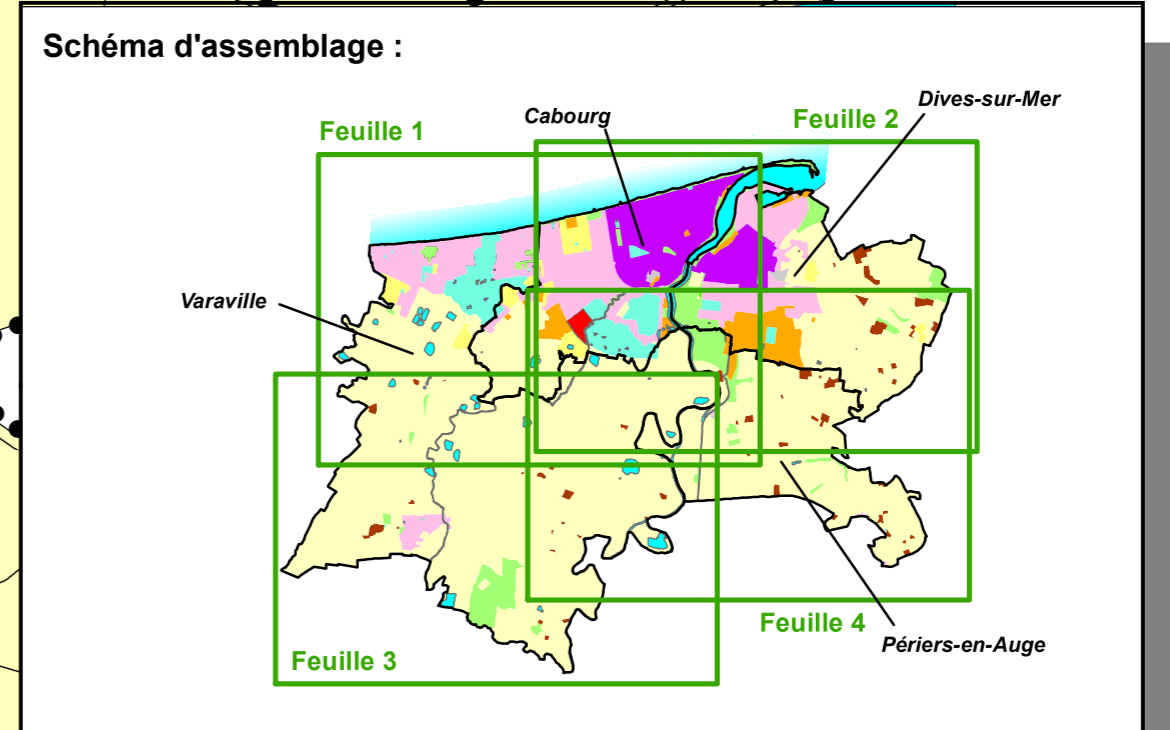 Schéma d'assemblage :
Dives-sur-Mer
Cabourg
Feuille 2
Feuille 1
Varaville
Feuille 4
Périers-en-Auge
Feuille 3